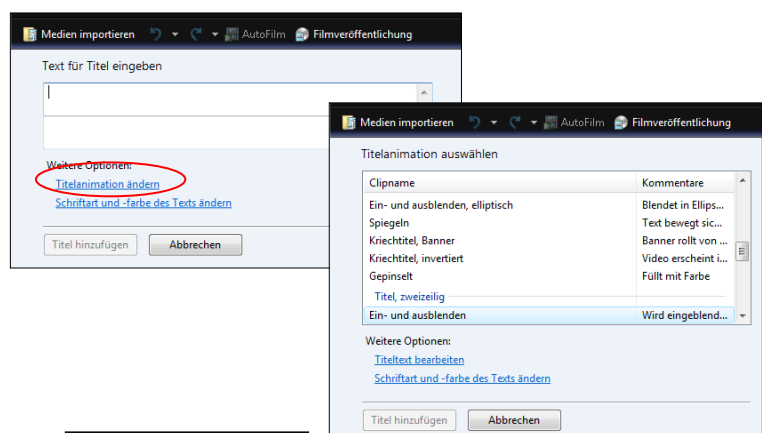 Medien importieren AutoFilm Filmveröffentlichung
Text für Titel eingeben
Weitere Optionen:
Titelanimation ändern
Schriftart und -farbe des Texts ändern
Titel hinzufügen Abbrechen
Medien importieren AutoFilm Filmveröffentlichung
Titelanimation auswählen
Clipname Kommentare
Ein- und ausblenden, elliptisch Blendet in Ellips...
Spiegeln Text bewegt sic...
Kriechtitel, Banner Banner rollt von ...
Kriechtitel, invertiert Video erscheint i...
Gepinselt Füllt mit Farbe
Titel, zweizeilig
Ein- und ausblenden Wird eingeblend...
Weitere Optionen:
Titeltext bearbeiten
Schriftart und -farbe des Texts ändern
Titel hinzufügen Abbrechen